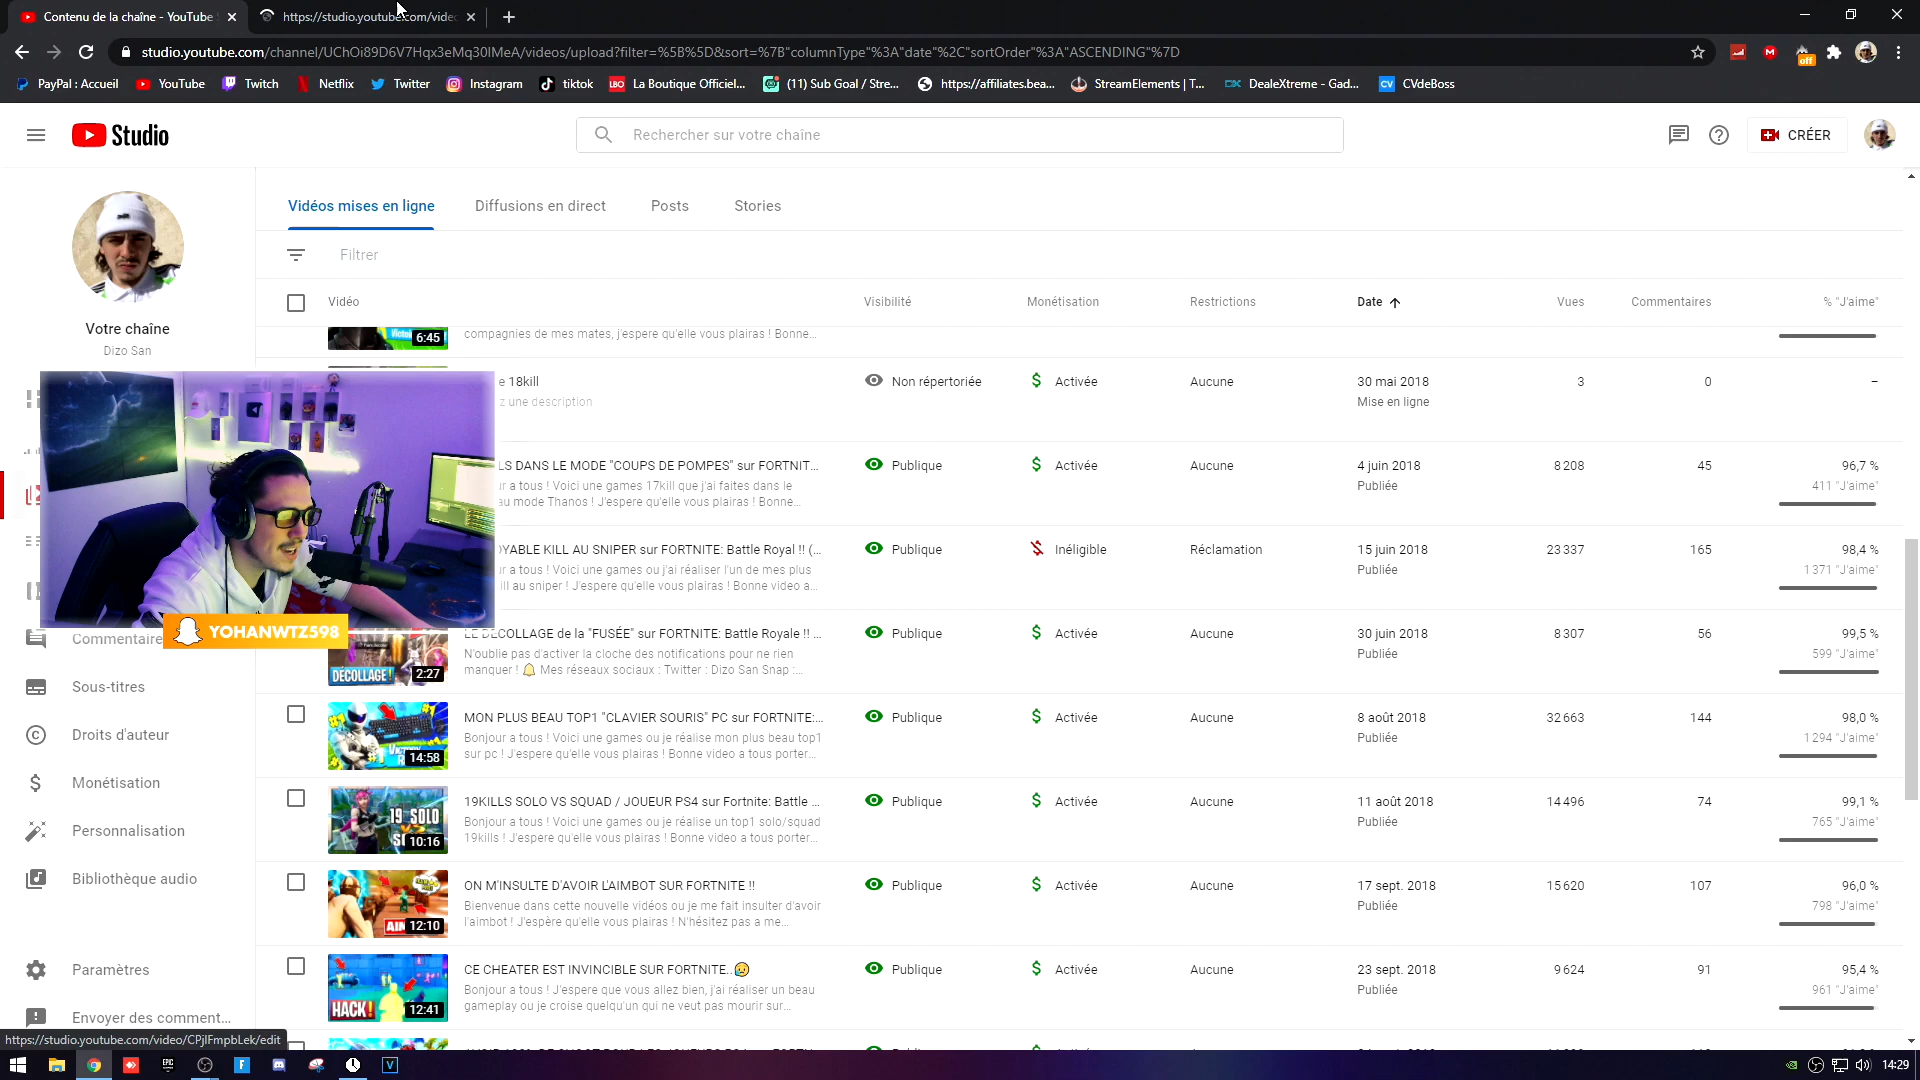 Contenu de la chaîne - YouTube
https://studio.youtube.com/video
studio.youtube.com/channel/UChOi89D6V7Hqx3eMq30IMeA/videos/upload?filter=%5B%5D&sort=%7B"columnType"%3A"date"%2C"sortOrder"%3A"ASCENDING"%7D
off
PayPal : Accueil
YouTube
Twitch
Netflix
Twitter
Instagram
tiktok
LBO La Boutique Officiel...
(11) Sub Goal / Stre...
https://affiliates.bea...
StreamElements | T...
DX DealeXtreme - Gad...
CV CVdeBoss
Studio
Rechercher sur votre chaîne
CRÉER
Votre chaîne
Dizo San
Vidéos mises en ligne
Diffusions en direct
Posts
Stories
Filtrer
Vidéo
Visibilité
Monétisation
Restrictions
Date
Vues
Commentaires
% "J'aime"
6:45
compagnies de mes mates, j'espere qu'elle vous plairas ! Bonne...
e 18kill
z une description
Non répertoriée
Activée
Aucune
30 mai 2018
Mise en ligne
3
0
–
LS DANS LE MODE "COUPS DE POMPES" sur FORTNIT...
r a tous ! Voici une games 17kill que j'ai faites dans le
au mode Thanos ! J'espere qu'elle vous plairas ! Bonne...
Publique
Activée
Aucune
4 juin 2018
Publiée
8 208
45
96,7 %
411 "J'aime"
OYABLE KILL AU SNIPER sur FORTNITE: Battle Royal !! (...
r a tous ! Voici une games ou j'ai réaliser l'un de mes plus
ill au sniper ! J'espere qu'elle vous plairas ! Bonne video a...
Publique
Inéligible
Réclamation
15 juin 2018
Publiée
23 337
165
98,4 %
1 371 "J'aime"
LE DECOLLAGE de la "FUSÉE" sur FORTNITE: Battle Royale !! ...
N'oublie pas d'activer la cloche des notifications pour ne rien
manquer ! 🔔 Mes réseaux sociaux : Twitter : Dizo San Snap :...
DÉCOLLAGE!
2:27
Publique
Activée
Aucune
30 juin 2018
Publiée
8 307
56
99,5 %
599 "J'aime"
YOHANWTZ598
Commentaire
Sous-titres
Droits d'auteur
Monétisation
Personnalisation
Bibliothèque audio
Paramètres
Envoyer des comment...
14:58
MON PLUS BEAU TOP1 "CLAVIER SOURIS" PC sur FORTNITE:...
Bonjour a tous ! Voici une games ou je réalise mon plus beau top1
sur pc ! J'espere qu'elle vous plairas ! Bonne video a tous porter...
Publique
Activée
Aucune
8 août 2018
Publiée
32 663
144
98,0 %
1 294 "J'aime"
19 SOLO
10:16
19KILLS SOLO VS SQUAD / JOUEUR PS4 sur Fortnite: Battle ...
Bonjour a tous ! Voici une games ou je réalise un top1 solo/squad
19kills ! J'espere qu'elle vous plairas ! Bonne video a tous porter...
Publique
Activée
Aucune
11 août 2018
Publiée
14 496
74
99,1 %
765 "J'aime"
12:10
ON M'INSULTE D'AVOIR L'AIMBOT SUR FORTNITE !!
Bienvenue dans cette nouvelle vidéos ou je me fait insulter d'avoir
l'aimbot ! J'espère qu'elle vous plairas ! N'hésitez pas a me...
Publique
Activée
Aucune
17 sept. 2018
Publiée
15 620
107
96,0 %
798 "J'aime"
HACK!
12:41
CE CHEATER EST INVINCIBLE SUR FORTNITE..😥
Bonjour a tous ! J'espere que vous allez bien, j'ai réaliser un beau
gameplay ou je croise quelqu'un qui ne veut pas mourir sur...
Publique
Activée
Aucune
23 sept. 2018
Publiée
9 624
91
95,4 %
961 "J'aime"
https://studio.youtube.com/video/CPjlFmpbLek/edit
14:29